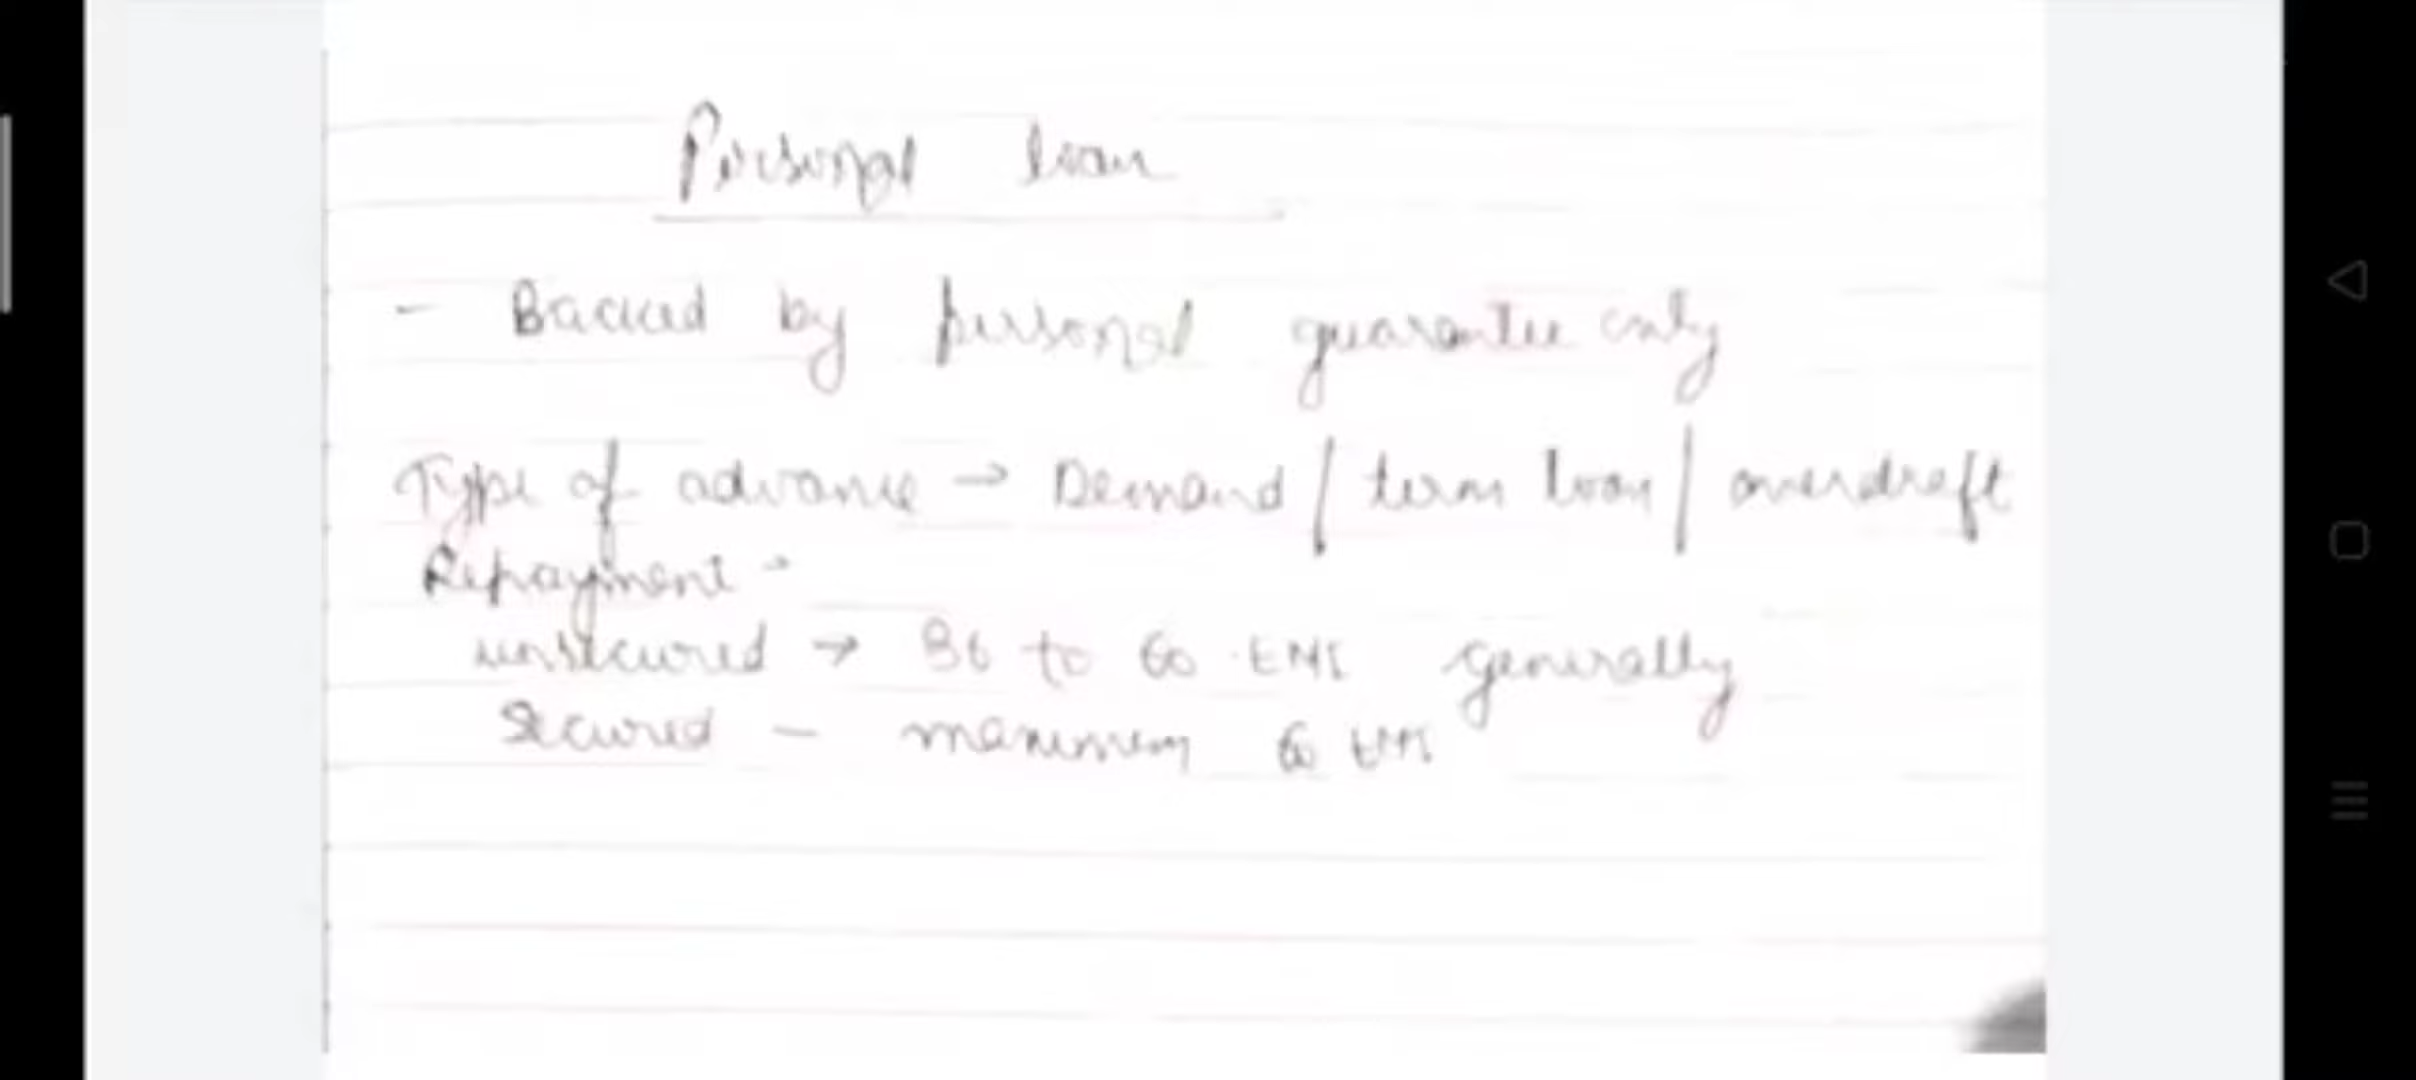 Personal loan
- Backed by personal guarantee only
Type of advance → Demand / term loan / overdraft
Repayment -
unsecured → 36 to 60 EMI generally
Secured - maximum 60 EMI